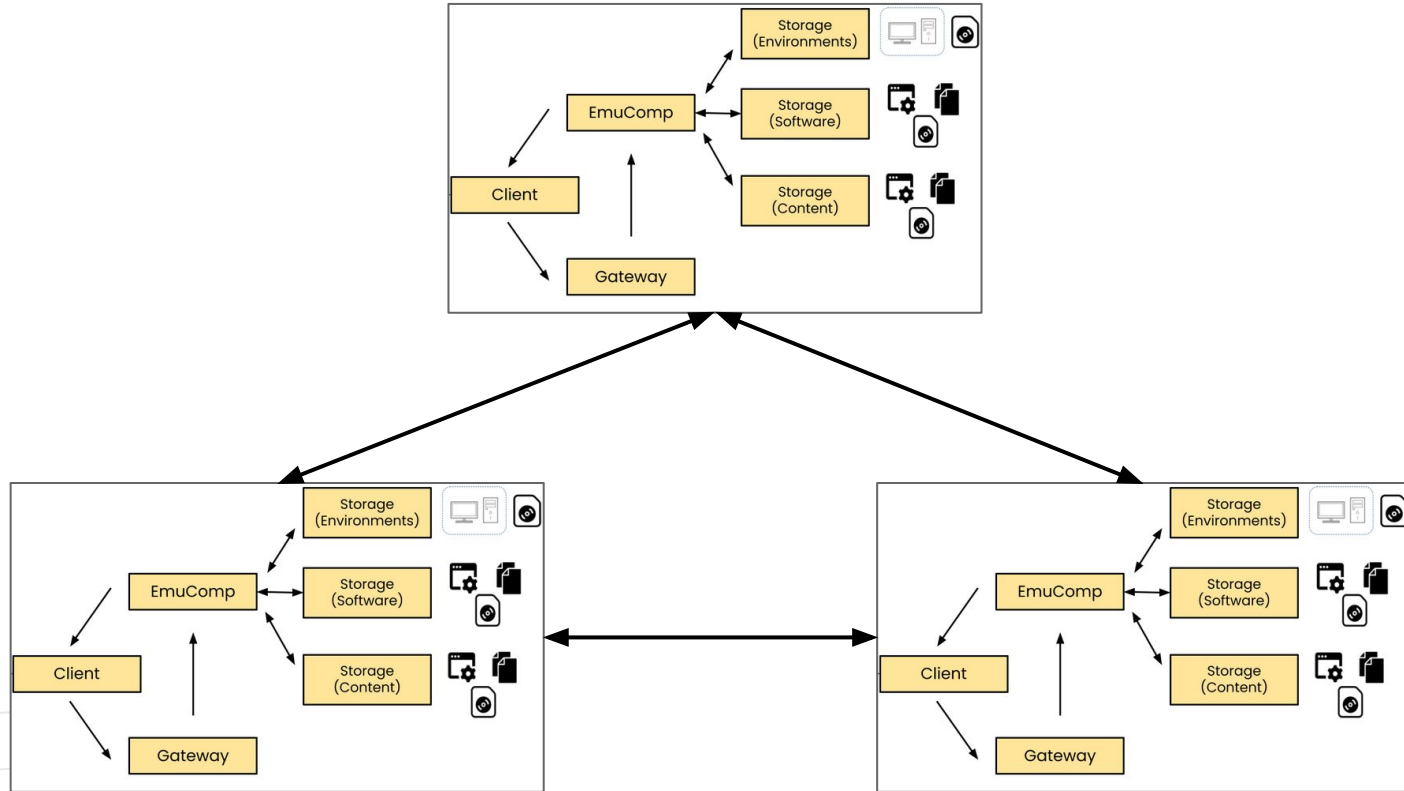 Storage
(Environments)
EmuComp
Storage
(Software)
Client
Storage
(Content)
Gateway
Storage
(Environments)
EmuComp
Storage
(Software)
Client
Storage
(Content)
Gateway
Storage
(Environments)
EmuComp
Storage
(Software)
Client
Storage
(Content)
Gateway